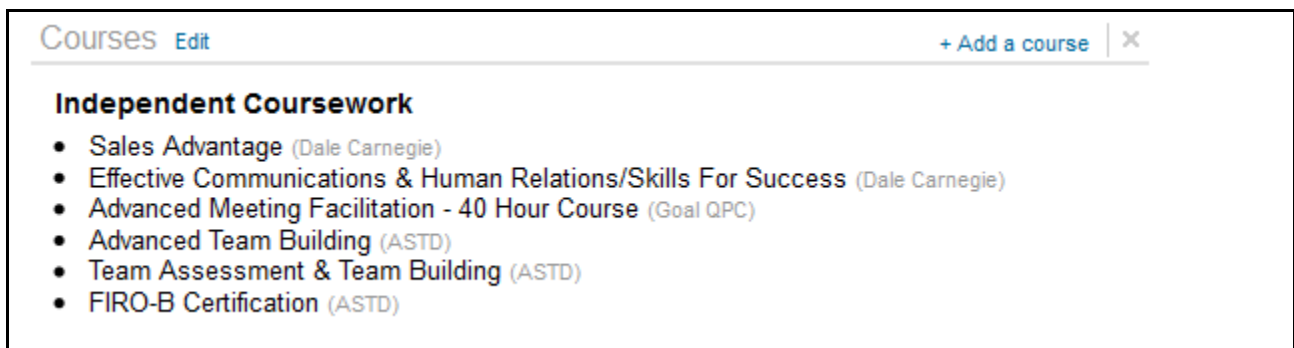 Courses Edit + Add a course ×
Independent Coursework
• Sales Advantage (Dale Carnegie)
• Effective Communications & Human Relations/Skills For Success (Dale Carnegie)
• Advanced Meeting Facilitation - 40 Hour Course (Goal QPC)
• Advanced Team Building (ASTD)
• Team Assessment & Team Building (ASTD)
• FIRO-B Certification (ASTD)